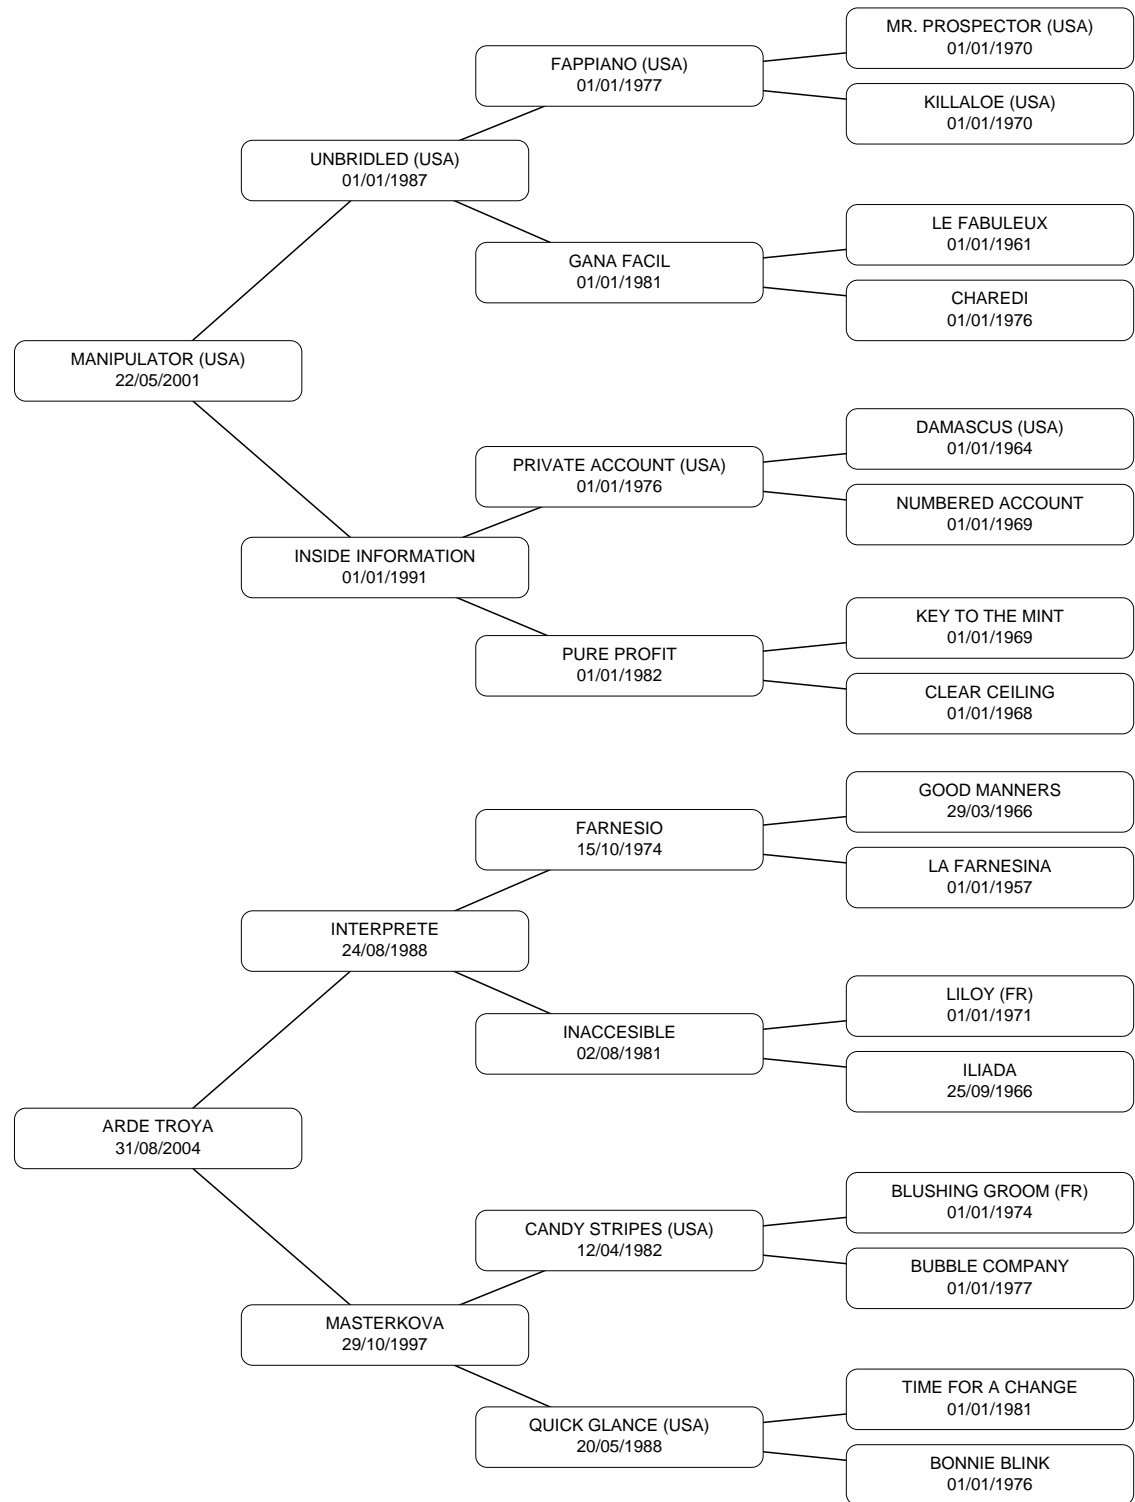 MR. PROSPECTOR (USA)
01/01/1970
FAPPIANO (USA)
01/01/1977
KILLALOE (USA)
01/01/1970
UNBRIDLED (USA)
01/01/1987
LE FABULEUX
01/01/1961
GANA FACIL
01/01/1981
CHAREDI
01/01/1976
MANIPULATOR (USA)
22/05/2001
DAMASCUS (USA)
01/01/1964
PRIVATE ACCOUNT (USA)
01/01/1976
NUMBERED ACCOUNT
01/01/1969
INSIDE INFORMATION
01/01/1991
KEY TO THE MINT
01/01/1969
PURE PROFIT
01/01/1982
CLEAR CEILING
01/01/1968
GOOD MANNERS
29/03/1966
FARNESIO
15/10/1974
LA FARNESINA
01/01/1957
INTERPRETE
24/08/1988
LILOY (FR)
01/01/1971
INACCESIBLE
02/08/1981
ILIADA
25/09/1966
ARDE TROYA
31/08/2004
BLUSHING GROOM (FR)
01/01/1974
CANDY STRIPES (USA)
12/04/1982
BUBBLE COMPANY
01/01/1977
MASTERKOVA
29/10/1997
TIME FOR A CHANGE
01/01/1981
QUICK GLANCE (USA)
20/05/1988
BONNIE BLINK
01/01/1976